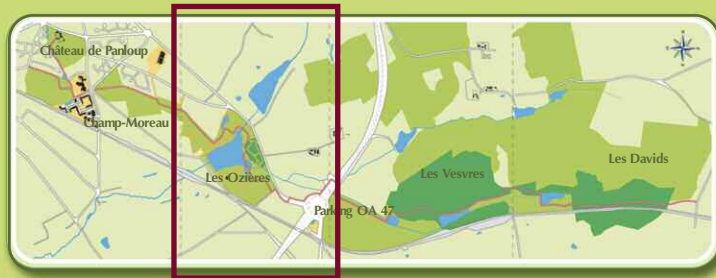 Château de Panloup
Champ-Moreau
Les Ozières
Parking OA 47
Les Vesvres
Les Davids